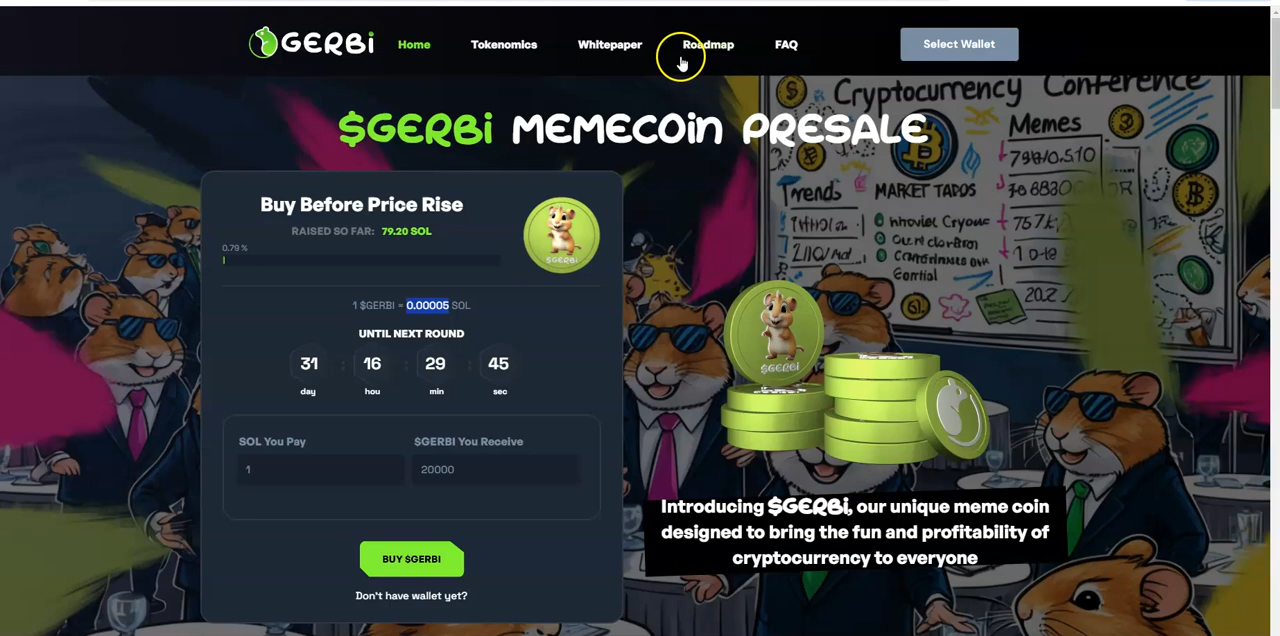 GERBi
Home
Tokenomics
Whitepaper
Roadmap
FAQ
Select Wallet
$GERBi MEMECOin PRESALE
Buy Before Price Rise
RAISED SO FAR: 79.20 SOL
0.79 %
$GERBi
1 $GERBI = 0.00005 SOL
UNTIL NEXT ROUND
31 : 16 : 29 : 45
day hour min sec
SOL You Pay
$GERBI You Receive
1
20000
BUY $GERBI
Don't have wallet yet?
Cryptocurrency Conference
Memes
Trends
MARKET TADOS
$GERBi
Introducing $GERBi, our unique meme coin
designed to bring the fun and profitability of
cryptocurrency to everyone